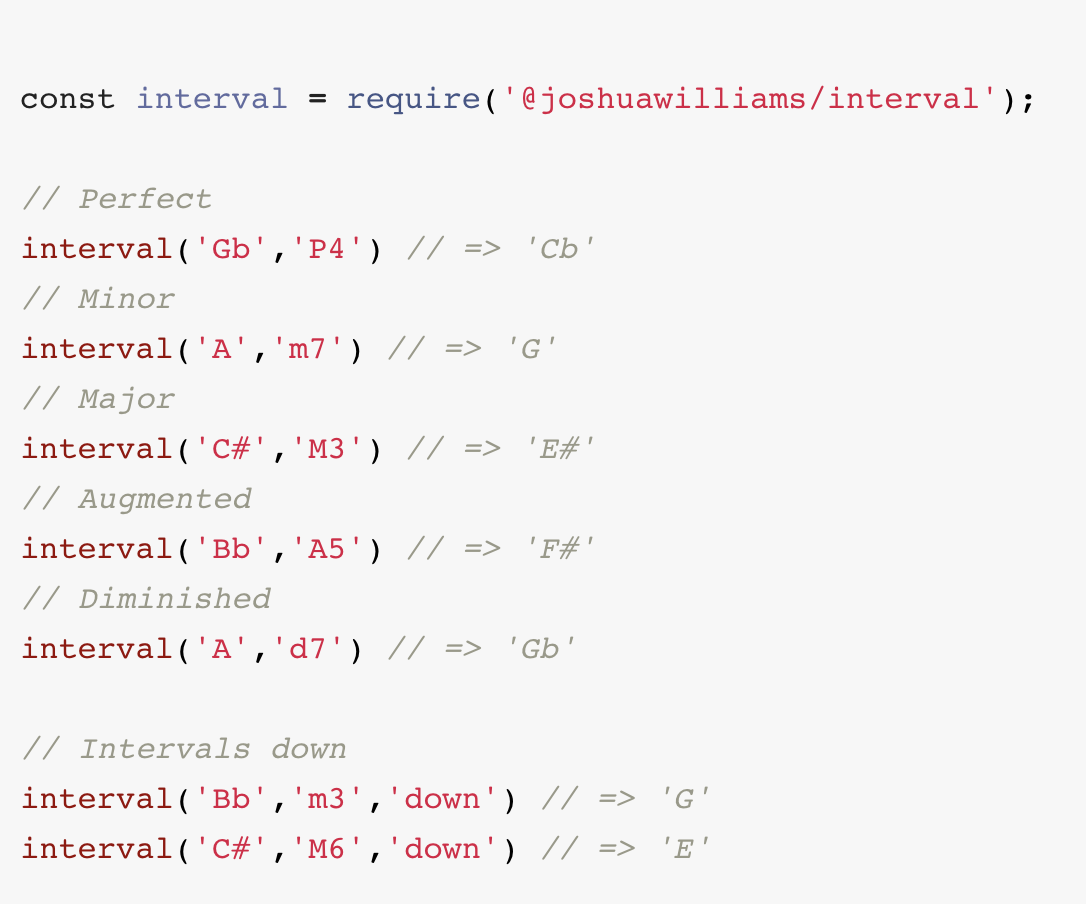 const interval = require('@joshuawilliams/interval');
// Perfect
interval('Gb','P4') // => 'Cb'
// Minor
interval('A','m7') // => 'G'
// Major
interval('C#','M3') // => 'E#'
// Augmented
interval('Bb','A5') // => 'F#'
// Diminished
interval('A','d7') // => 'Gb'
// Intervals down
interval('Bb','m3','down') // => 'G'
interval('C#','M6','down') // => 'E'